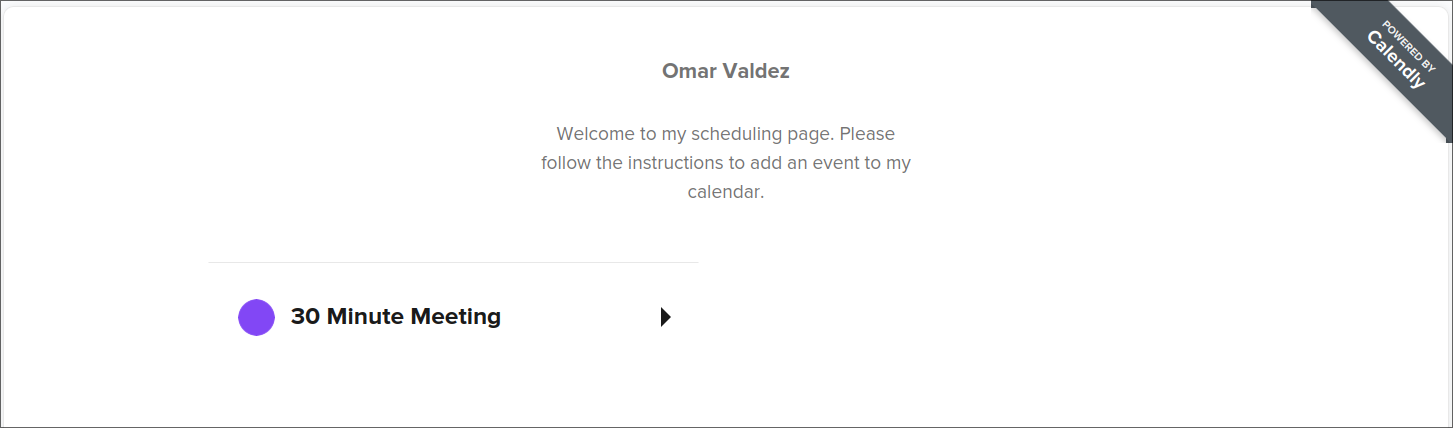 Omar Valdez
Welcome to my scheduling page. Please
follow the instructions to add an event to my
calendar.
30 Minute Meeting
POWERED BY
Calendly